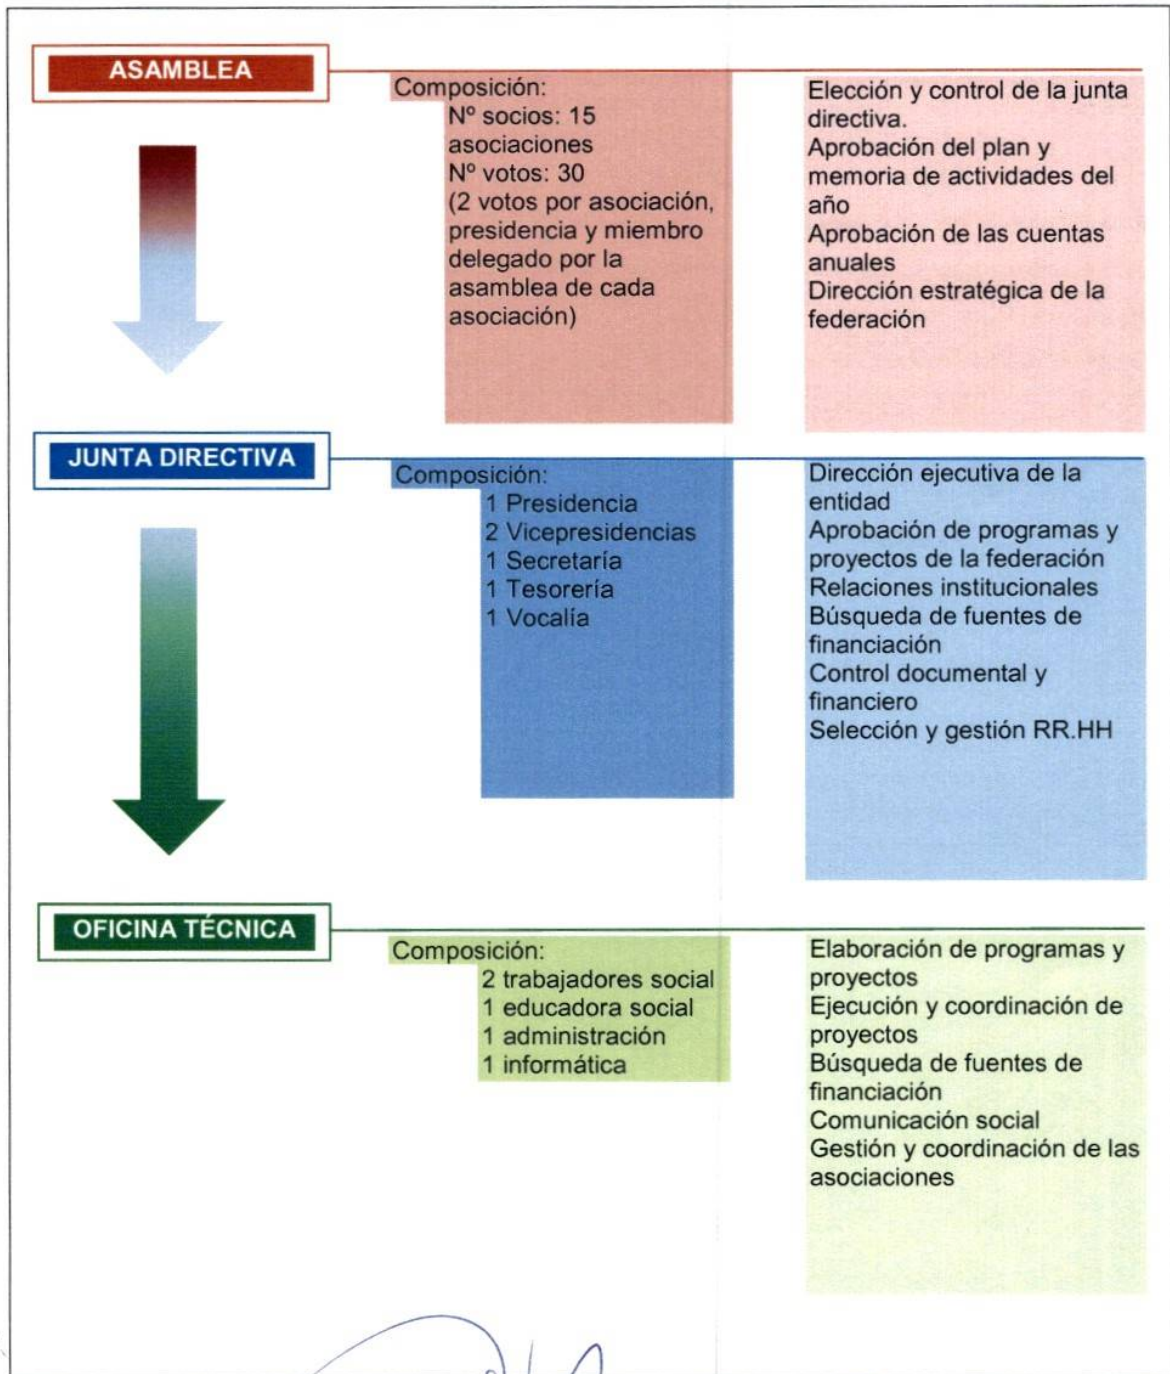 ASAMBLEA
Composición:
Nº socios: 15
asociaciones
Nº votos: 30
(2 votos por asociación,
presidencia y miembro
delegado por la
asamblea de cada
asociación)
Elección y control de la junta
directiva.
Aprobación del plan y
memoria de actividades del
año
Aprobación de las cuentas
anuales
Dirección estratégica de la
federación
JUNTA DIRECTIVA
Composición:
1 Presidencia
2 Vicepresidencias
1 Secretaría
1 Tesorería
1 Vocalía
Dirección ejecutiva de la
entidad
Aprobación de programas y
proyectos de la federación
Relaciones institucionales
Búsqueda de fuentes de
financiación
Control documental y
financiero
Selección y gestión RR.HH
OFICINA TÉCNICA
Composición:
2 trabajadores social
1 educadora social
1 administración
1 informática
Elaboración de programas y
proyectos
Ejecución y coordinación de
proyectos
Búsqueda de fuentes de
financiación
Comunicación social
Gestión y coordinación de las
asociaciones